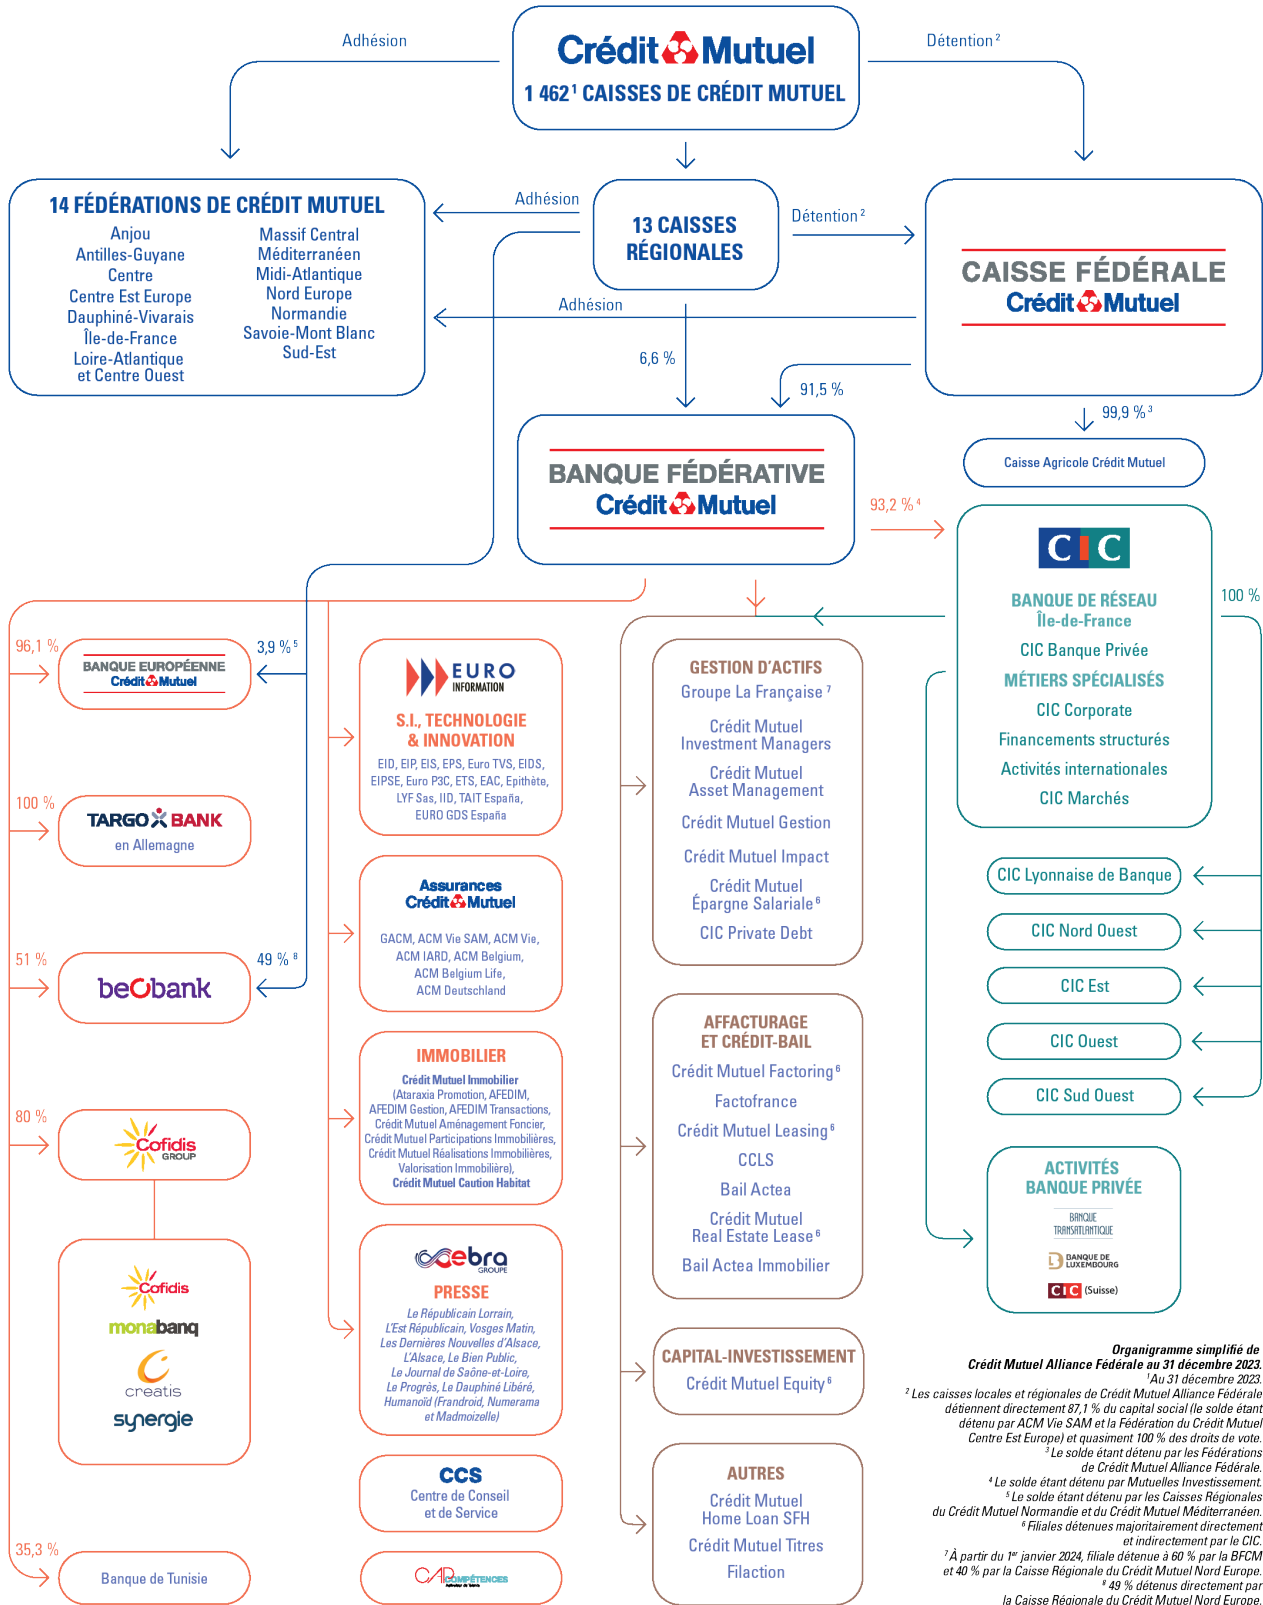 Adhésion
Crédit Mutuel
Détention ²
1 462¹ CAISSES DE CRÉDIT MUTUEL
14 FÉDÉRATIONS DE CRÉDIT MUTUEL
Anjou
Antilles-Guyane
Centre
Centre Est Europe
Dauphiné-Vivarais
Île-de-France
Loire-Atlantique
et Centre Ouest
Massif Central
Méditerranéen
Midi-Atlantique
Nord Europe
Normandie
Savoie-Mont Blanc
Sud-Est
Adhésion
13 CAISSES
RÉGIONALES
Détention ²
CAISSE FÉDÉRALE
Crédit Mutuel
Adhésion
6,6 %
91,5 %
99,9 % ³
Caisse Agricole Crédit Mutuel
BANQUE FÉDÉRATIVE
Crédit Mutuel
93,2 % ⁴
CIC
BANQUE DE RÉSEAU
Île-de-France
CIC Banque Privée
MÉTIERS SPÉCIALISÉS
CIC Corporate
Financements structurés
Activités internationales
CIC Marchés
100 %
CIC Lyonnaise de Banque
CIC Nord Ouest
CIC Est
CIC Ouest
CIC Sud Ouest
ACTIVITÉS
BANQUE PRIVÉE
BANQUE
TRANSATLANTIQUE
BANQUE DE
LUXEMBOURG
CIC (Suisse)
96,1 %
BANQUE EUROPÉENNE
Crédit Mutuel
3,9 % ⁵
100 %
TARGO BANK
en Allemagne
51 %
beobank
49 % ⁸
80 %
Cofidis
GROUP
Cofidis
monabanq
creatis
synergie
35,3 %
Banque de Tunisie
EURO
INFORMATION
S.I., TECHNOLOGIE
& INNOVATION
EID, EIP, EIS, EPS, Euro TVS, EIDS,
EIPSE, Euro P3C, ETS, EAC, Epithète,
LYF Sas, IID, TAIT España,
EURO GDS España
Assurances
Crédit Mutuel
GACM, ACM Vie SAM, ACM Vie,
ACM IARD, ACM Belgium,
ACM Belgium Life,
ACM Deutschland
IMMOBILIER
Crédit Mutuel Immobilier
(Ataraxia Promotion, AFEDIM,
AFEDIM Gestion, AFEDIM Transactions,
Crédit Mutuel Aménagement Foncier,
Crédit Mutuel Participations Immobilières,
Crédit Mutuel Réalisations Immobilières,
Valorisation Immobilière),
Crédit Mutuel Caution Habitat
ebra
GROUPE
PRESSE
Le Républicain Lorrain,
L'Est Républicain, Vosges Matin,
Les Dernières Nouvelles d'Alsace,
L'Alsace, Le Bien Public,
Le Journal de Saône-et-Loire,
Le Progrès, Le Dauphiné Libéré,
Humanoïd (Frandroid, Numerama
et Madmoizelle)
CCS
Centre de Conseil
et de Service
CAP COMPÉTENCES
GESTION D'ACTIFS
Groupe La Française ⁷
Crédit Mutuel
Investment Managers
Crédit Mutuel
Asset Management
Crédit Mutuel Gestion
Crédit Mutuel Impact
Crédit Mutuel
Épargne Salariale ⁶
CIC Private Debt
AFFACTURAGE
ET CRÉDIT-BAIL
Crédit Mutuel Factoring ⁶
Factofrance
Crédit Mutuel Leasing ⁶
CCLS
Bail Actea
Crédit Mutuel
Real Estate Lease ⁶
Bail Actea Immobilier
CAPITAL-INVESTISSEMENT
Crédit Mutuel Equity ⁶
AUTRES
Crédit Mutuel
Home Loan SFH
Crédit Mutuel Titres
Filaction
Organigramme simplifié de
Crédit Mutuel Alliance Fédérale au 31 décembre 2023.
¹ Au 31 décembre 2023.
² Les caisses locales et régionales de Crédit Mutuel Alliance Fédérale
détiennent directement 87,1 % du capital social (le solde étant
détenu par ACM Vie SAM et la Fédération du Crédit Mutuel
Centre Est Europe) et quasiment 100 % des droits de vote.
³ Le solde étant détenu par les Fédérations
de Crédit Mutuel Alliance Fédérale.
⁴ Le solde étant détenu par Mutuelles Investissement.
⁵ Le solde étant détenu par les Caisses Régionales
du Crédit Mutuel Normandie et du Crédit Mutuel Méditerranéen.
⁶ Filiales détenues majoritairement directement
et indirectement par le CIC.
⁷ À partir du 1er janvier 2024, filiale détenue à 60 % par la BFCM
et 40 % par la Caisse Régionale du Crédit Mutuel Nord Europe.
⁸ 49 % détenus directement par
la Caisse Régionale du Crédit Mutuel Nord Europe.